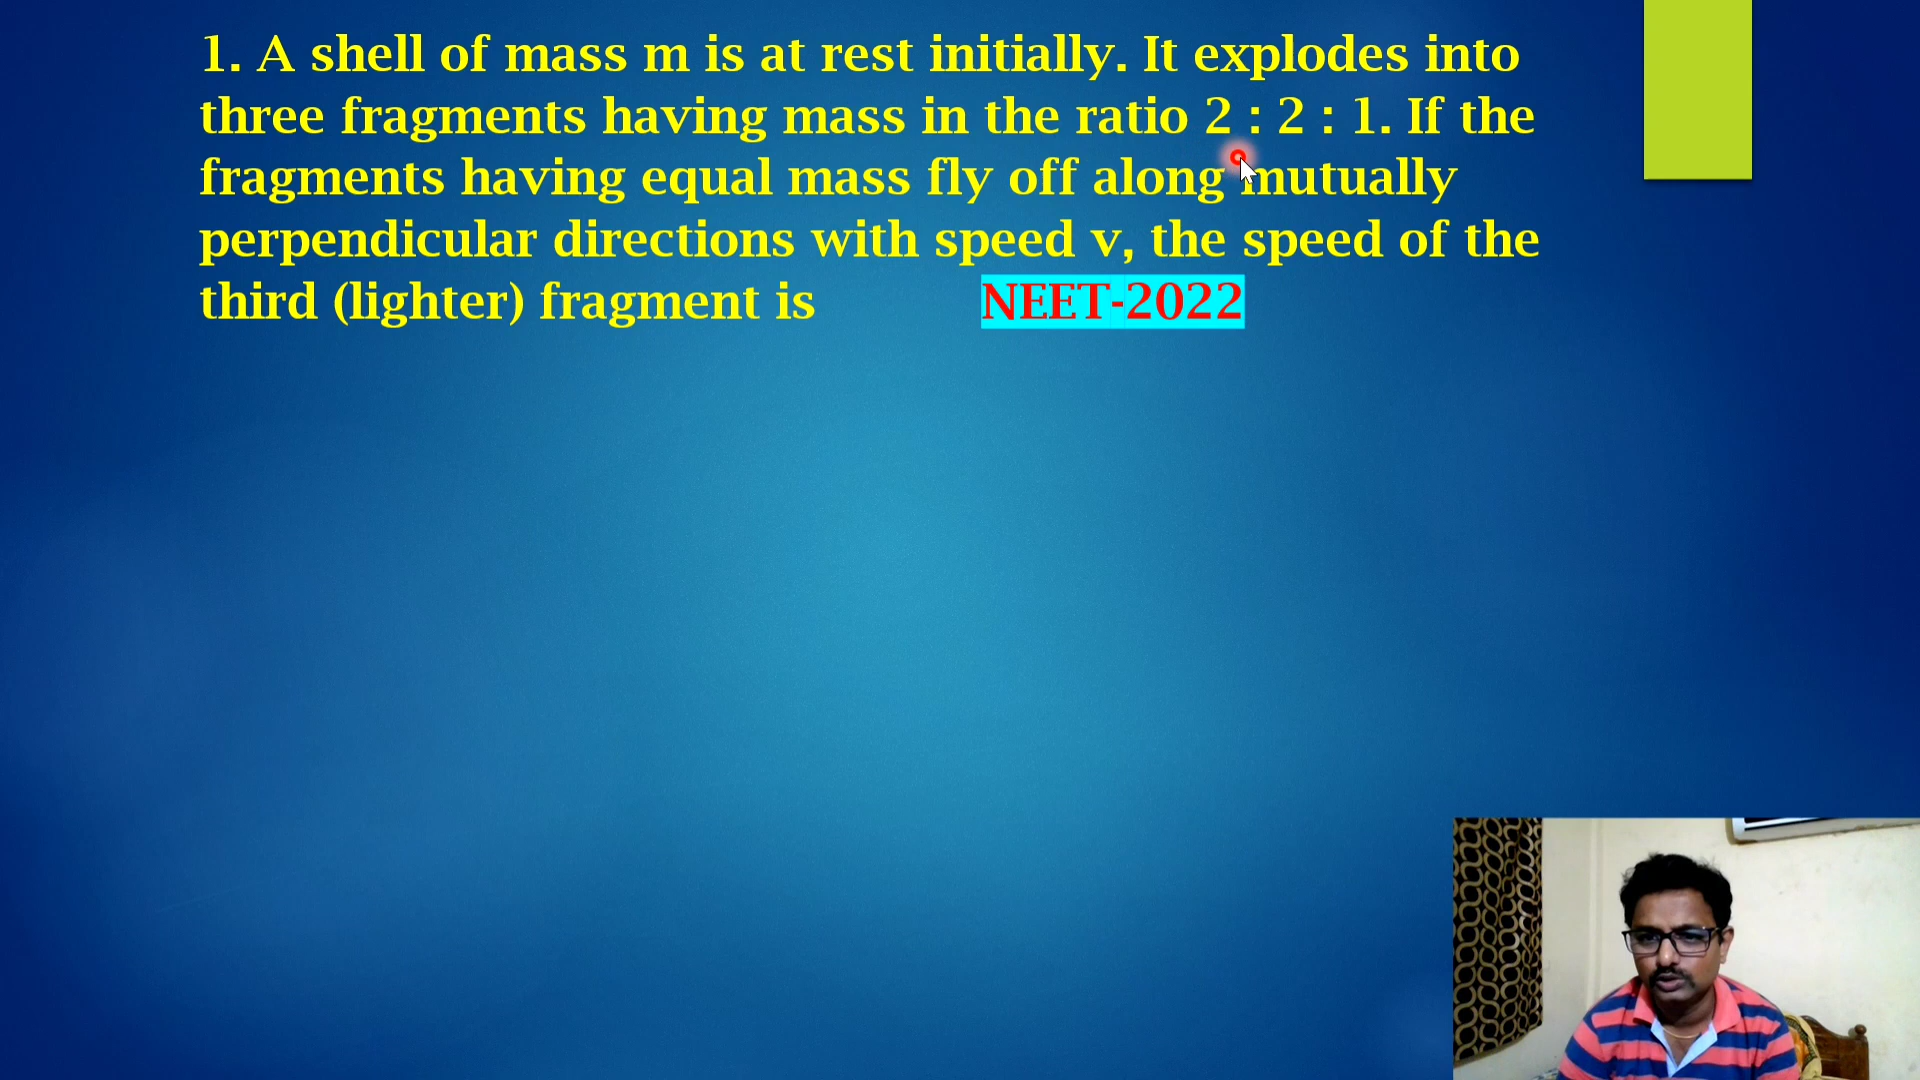 1. A shell of mass m is at rest initially. It explodes into
three fragments having mass in the ratio 2 : 2 : 1. If the
fragments having equal mass fly off along mutually
perpendicular directions with speed v, the speed of the
third (lighter) fragment is NEET-2022